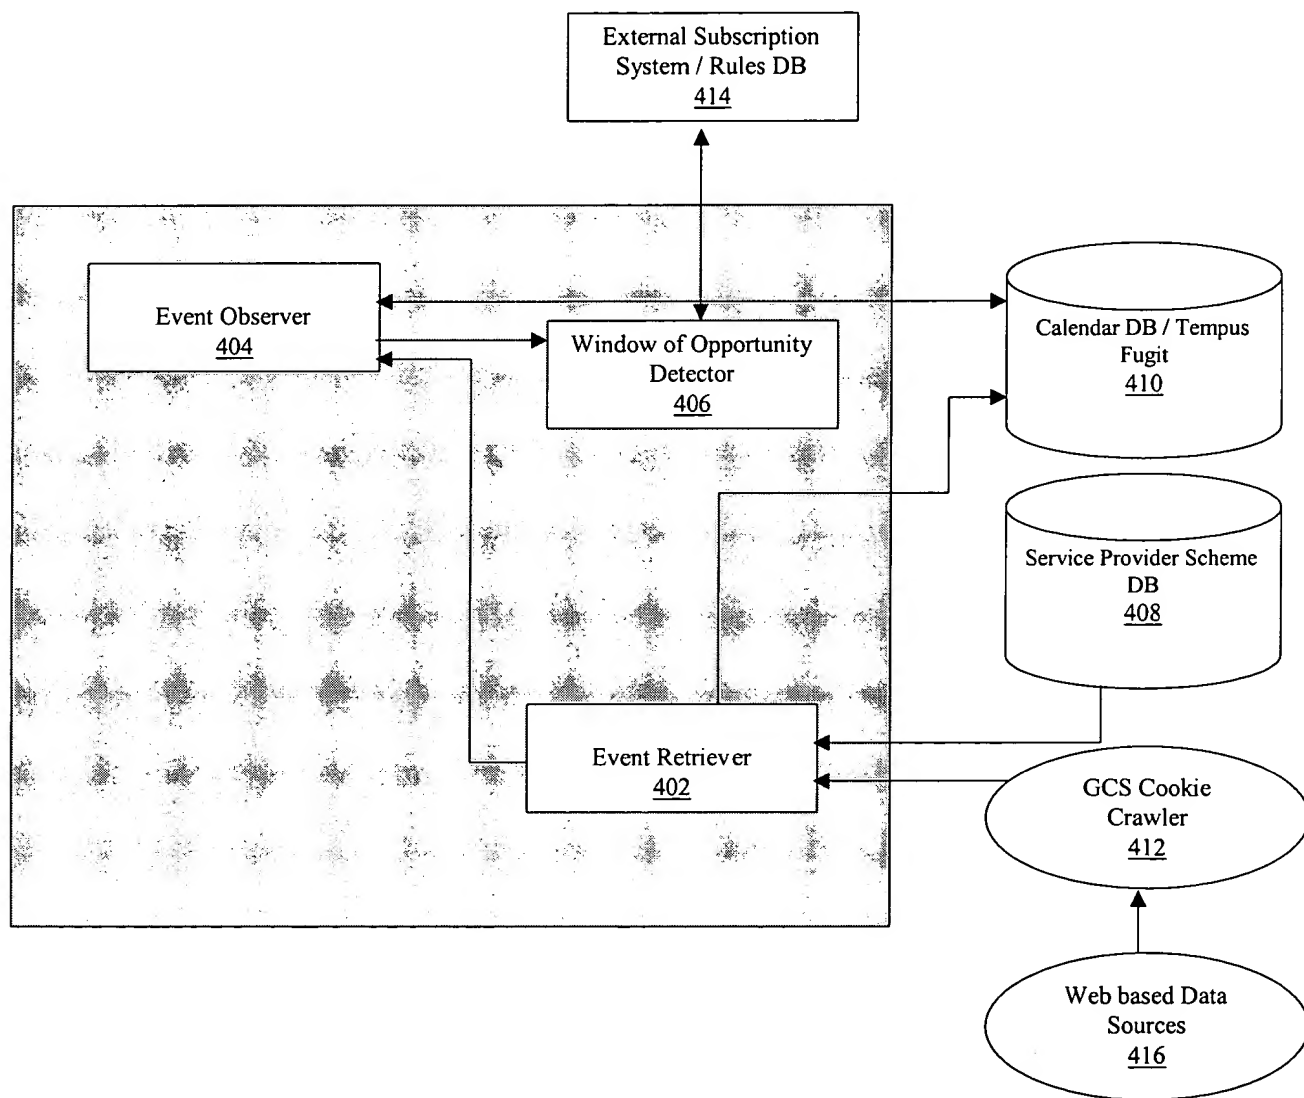 External Subscription
System / Rules DB
414
Event Observer
404
Window of Opportunity
Detector
406
Calendar DB / Tempus
Fugit
410
Service Provider Scheme
DB
408
Event Retriever
402
GCS Cookie
Crawler
412
Web based Data
Sources
416